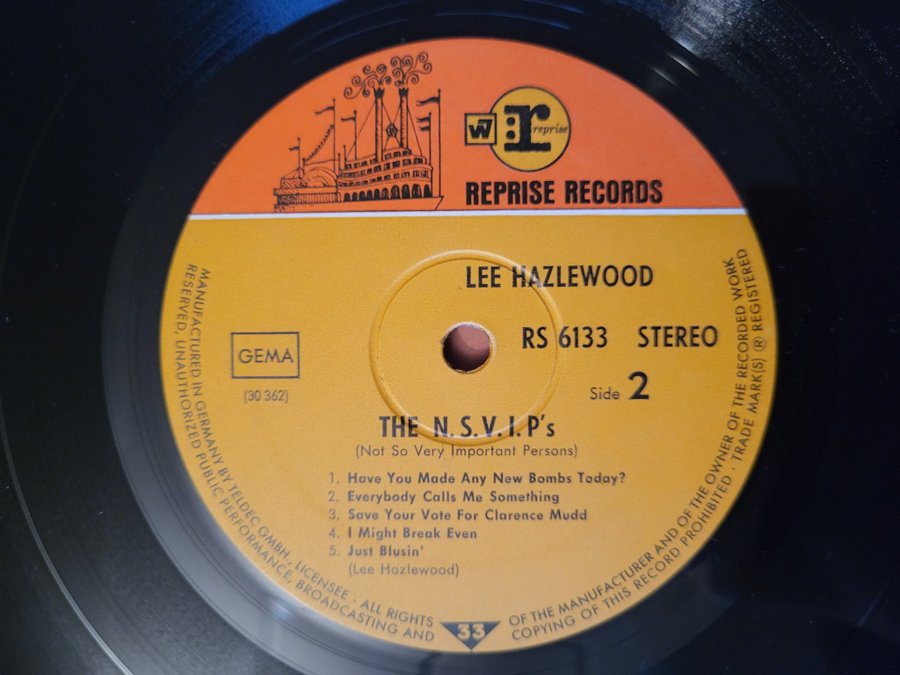 W7
r:
reprise
REPRISE RECORDS
LEE HAZLEWOOD
RS 6133 STEREO
GEMA
(30 362)
Side 2
THE N.S.V.I.P's
(Not So Very Important Persons)
1. Have You Made Any New Bombs Today?
2. Everybody Calls Me Something
3. Save Your Vote For Clarence Mudd
4. I Might Break Even
5. Just Blusin'
(Lee Hazlewood)
MANUFACTURED IN GERMANY BY TELDEC GMBH., LICENSEE · ALL RIGHTS
OF THE MANUFACTURER AND OF THE OWNER OF THE RECORDED WORK
RESERVED, UNAUTHORIZED PUBLIC PERFORMANCE, BROADCASTING AND
COPYING OF THIS RECORD PROHIBITED · TRADE MARK(S) ® REGISTERED
33